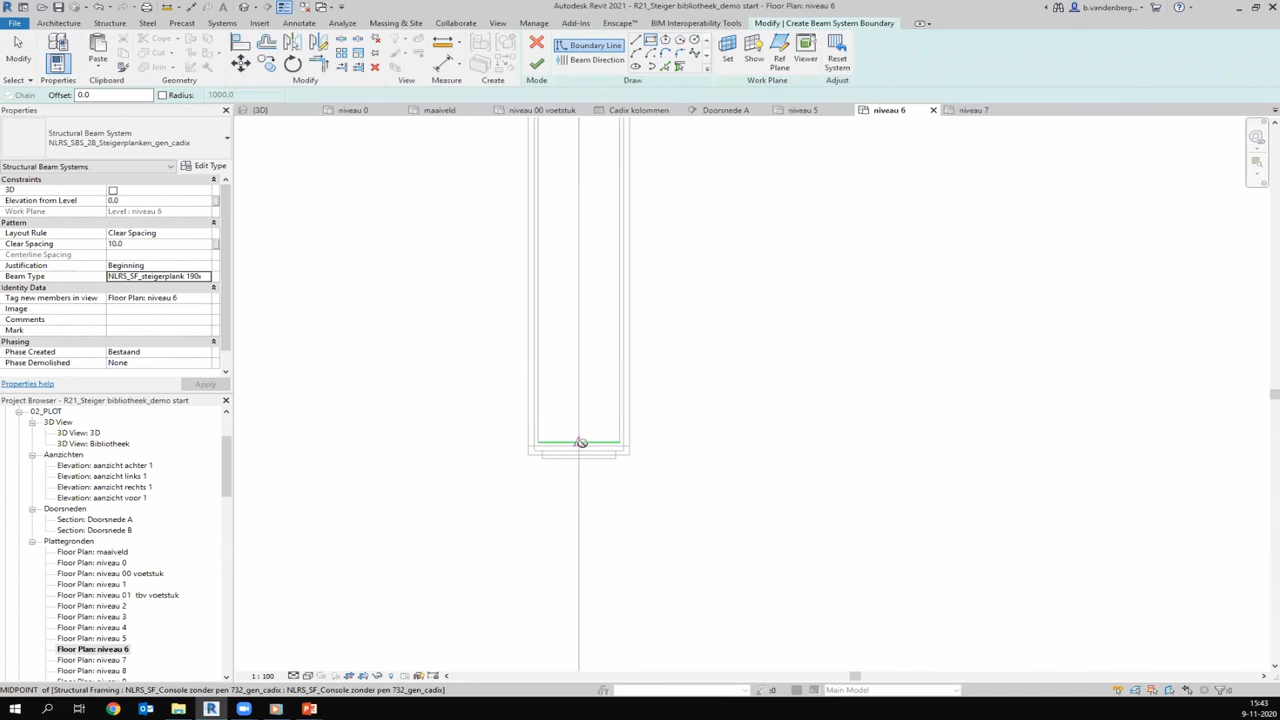 Autodesk Revit 2021 - R21_Steiger bibliotheek_demo start - Floor Plan: niveau 6
b.vandenberg...
File Architecture Structure Steel Precast Systems Insert Annotate Analyze Massing & Site Collaborate View Manage Add-Ins Enscape™ BIM Interoperability Tools Modify | Create Beam System Boundary
Modify Properties Paste Cope Cut Join Boundary Line Beam Direction Set Show Ref Plane Viewer Reset System
Select Properties Clipboard Geometry Modify View Measure Create Mode Draw Work Plane Adjust
Chain Offset: 0.0 Radius: 1000.0
Properties
(3D) niveau 0 maaiveld niveau 00 voetstuk Cadix kolommen Doorsnede A niveau 5 niveau 6 niveau 7
Structural Beam System
NLRS_SBS_28_Steigerplanken_gen_cadix
Structural Beam Systems Edit Type
Constraints
3D
Elevation from Level 0.0
Work Plane Level : niveau 6
Pattern
Layout Rule Clear Spacing
Clear Spacing 10.0
Centerline Spacing
Justification Beginning
Beam Type NLRS_SF_steigerplank 190x
Identity Data
Tag new members in view Floor Plan: niveau 6
Image
Comments
Mark
Phasing
Phase Created Bestaand
Phase Demolished None
Properties help Apply
Project Browser - R21_Steiger bibliotheek_demo start
02_PLOT
3D View
3D View: 3D
3D View: Bibliotheek
Aanzichten
Elevation: aanzicht achter 1
Elevation: aanzicht links 1
Elevation: aanzicht rechts 1
Elevation: aanzicht voor 1
Doorsneden
Section: Doorsnede A
Section: Doorsnede B
Plattegronden
Floor Plan: maaiveld
Floor Plan: niveau 0
Floor Plan: niveau 00 voetstuk
Floor Plan: niveau 1
Floor Plan: niveau 01 tbv voetstuk
Floor Plan: niveau 2
Floor Plan: niveau 3
Floor Plan: niveau 4
Floor Plan: niveau 5
Floor Plan: niveau 6
Floor Plan: niveau 7
Floor Plan: niveau 8
1 : 100
MIDPOINT of [Structural Framing : NLRS_SF_Console zonder pen 732_gen_cadix : NLRS_SF_Console zonder pen 732_gen_cadix]
:0 Main Model :0
15:43
9-11-2020